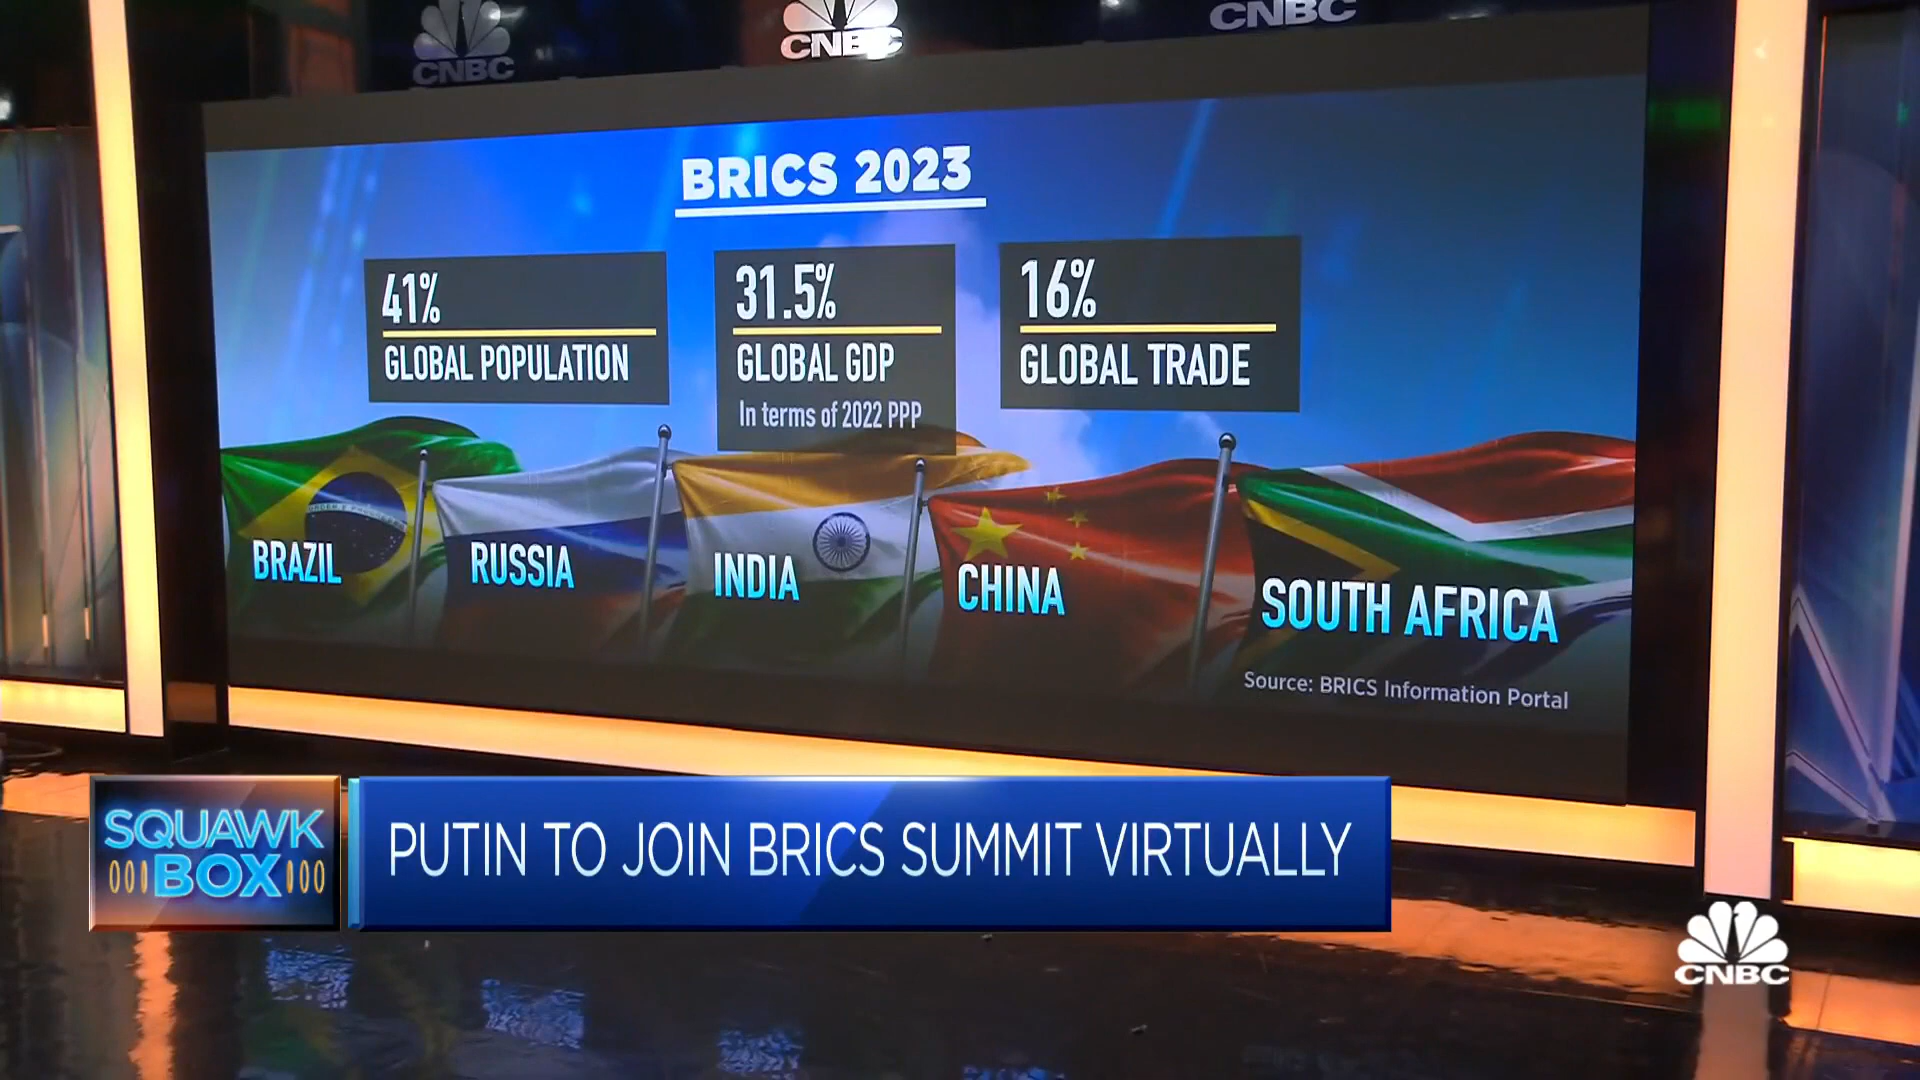 CNBC
CNBC
CNBC
BRICS 2023
41%
GLOBAL POPULATION
31.5%
GLOBAL GDP
In terms of 2022 PPP
16%
GLOBAL TRADE
BRAZIL
RUSSIA
INDIA
CHINA
SOUTH AFRICA
Source: BRICS Information Portal
SQUAWK
BOX
PUTIN TO JOIN BRICS SUMMIT VIRTUALLY
CNBC